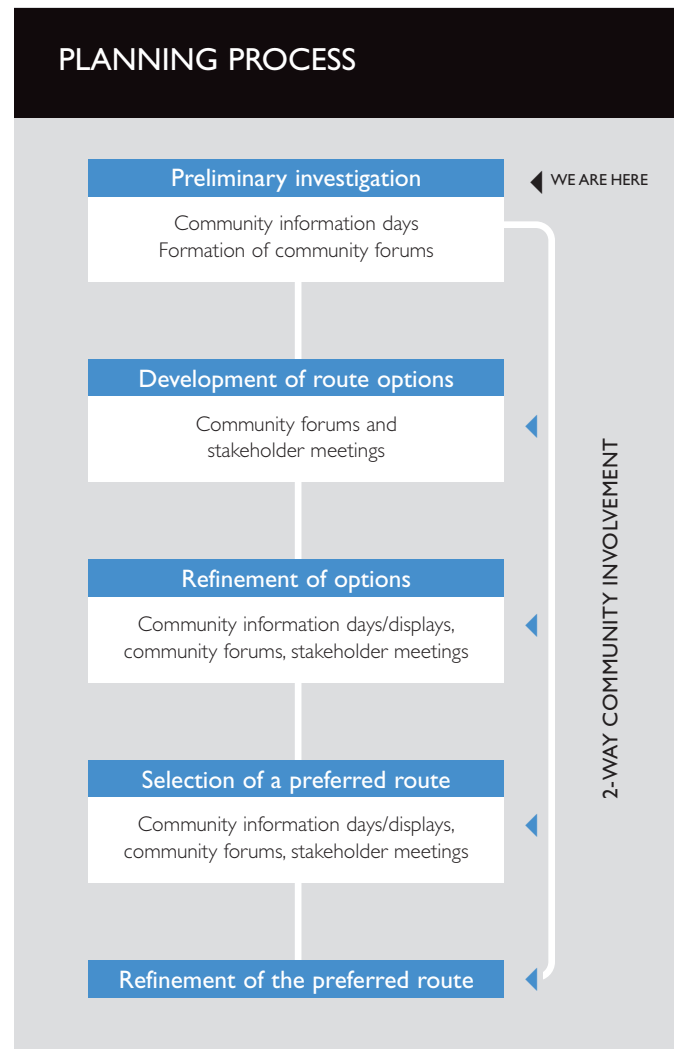 PLANNING PROCESS
Preliminary investigation
WE ARE HERE
Community information days
Formation of community forums
Development of route options
Community forums and
stakeholder meetings
Refinement of options
Community information days/displays,
community forums, stakeholder meetings
Selection of a preferred route
Community information days/displays,
community forums, stakeholder meetings
Refinement of the preferred route
2-WAY COMMUNITY INVOLVEMENT